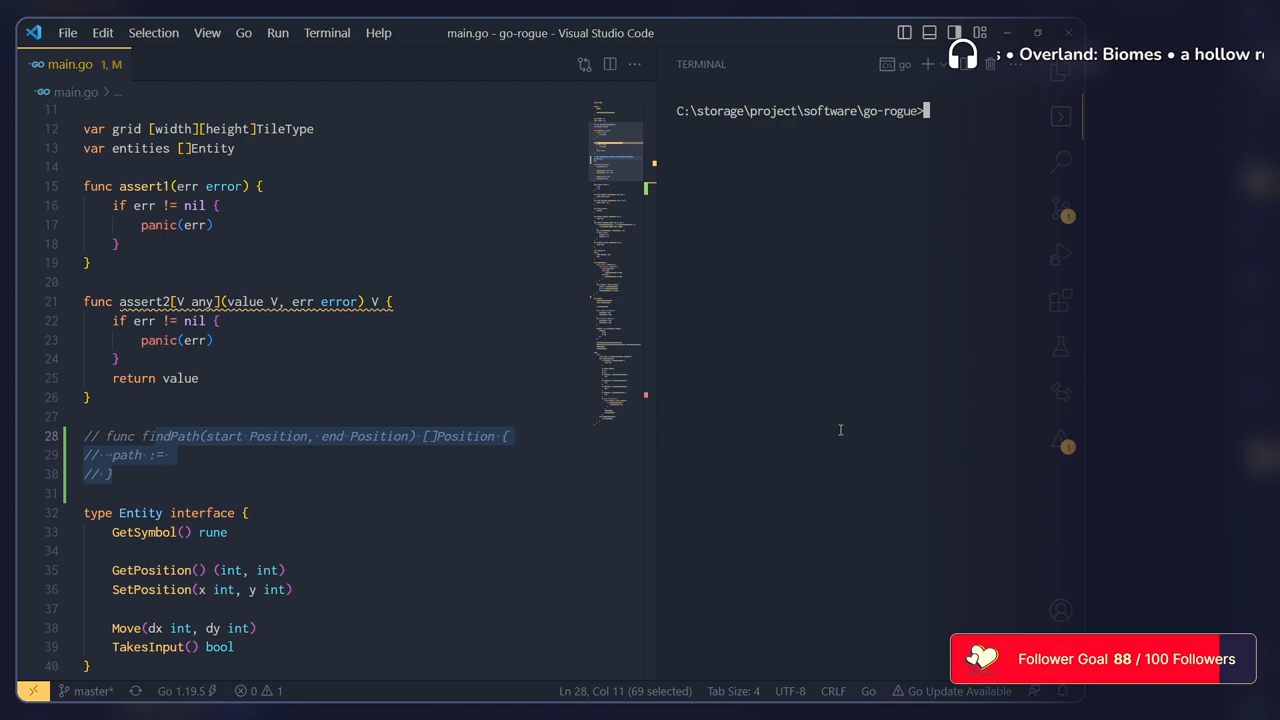 File Edit Selection View Go Run Terminal Help
main.go - go-rogue - Visual Studio Code
s • Overland: Biomes • a hollow re
main.go 1, M
TERMINAL
go
main.go > ...
C:\storage\project\software\go-rogue>
11
12 var grid [width][height]TileType
13 var entities []Entity
14
15 func assert1(err error) {
16 if err != nil {
17 panic(err)
18 }
19 }
20
21 func assert2[V any](value V, err error) V {
22 if err != nil {
23 panic(err)
24 }
25 return value
26 }
27
28 // func findPath(start Position, end Position) []Position {
29 // path :=
30 // }
31
32 type Entity interface {
33 GetSymbol() rune
34
35 GetPosition() (int, int)
36 SetPosition(x int, y int)
37
38 Move(dx int, dy int)
39 TakesInput() bool
40 }
1
1
Follower Goal 88 / 100 Followers
master* Go 1.19.5 0 1 Ln 28, Col 11 (69 selected) Tab Size: 4 UTF-8 CRLF Go Go Update Available